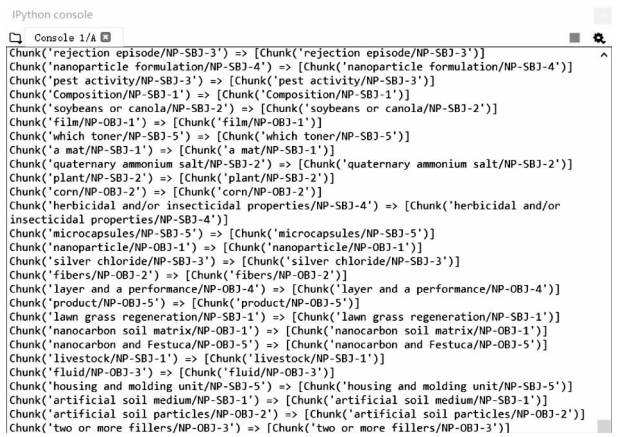 IPython console
Console 1/A
Chunk('rejection episode/NP-SBJ-3') => [Chunk('rejection episode/NP-SBJ-3')]
Chunk('nanoparticle formulation/NP-SBJ-4') => [Chunk('nanoparticle formulation/NP-SBJ-4')]
Chunk('pest activity/NP-SBJ-3') => [Chunk('pest activity/NP-SBJ-3')]
Chunk('Composition/NP-SBJ-1') => [Chunk('Composition/NP-SBJ-1')]
Chunk('soybeans or canola/NP-SBJ-2') => [Chunk('soybeans or canola/NP-SBJ-2')]
Chunk('film/NP-OBJ-1') => [Chunk('film/NP-OBJ-1')]
Chunk('which toner/NP-SBJ-5') => [Chunk('which toner/NP-SBJ-5')]
Chunk('a mat/NP-SBJ-1') => [Chunk('a mat/NP-SBJ-1')]
Chunk('quaternary ammonium salt/NP-SBJ-2') => [Chunk('quaternary ammonium salt/NP-SBJ-2')]
Chunk('plant/NP-SBJ-2') => [Chunk('plant/NP-SBJ-2')]
Chunk('corn/NP-OBJ-2') => [Chunk('corn/NP-OBJ-2')]
Chunk('herbicidal and/or insecticidal properties/NP-SBJ-4') => [Chunk('herbicidal and/or
insecticidal properties/NP-SBJ-4')]
Chunk('microcapsules/NP-SBJ-5') => [Chunk('microcapsules/NP-SBJ-5')]
Chunk('nanoparticle/NP-OBJ-1') => [Chunk('nanoparticle/NP-OBJ-1')]
Chunk('silver chloride/NP-SBJ-3') => [Chunk('silver chloride/NP-SBJ-3')]
Chunk('fibers/NP-OBJ-2') => [Chunk('fibers/NP-OBJ-2')]
Chunk('layer and a performance/NP-OBJ-4') => [Chunk('layer and a performance/NP-OBJ-4')]
Chunk('product/NP-OBJ-5') => [Chunk('product/NP-OBJ-5')]
Chunk('lawn grass regeneration/NP-SBJ-1') => [Chunk('lawn grass regeneration/NP-SBJ-1')]
Chunk('nanocarbon soil matrix/NP-OBJ-1') => [Chunk('nanocarbon soil matrix/NP-OBJ-1')]
Chunk('nanocarbon and Festuca/NP-OBJ-5') => [Chunk('nanocarbon and Festuca/NP-OBJ-5')]
Chunk('livestock/NP-SBJ-1') => [Chunk('livestock/NP-SBJ-1')]
Chunk('fluid/NP-OBJ-3') => [Chunk('fluid/NP-OBJ-3')]
Chunk('housing and molding unit/NP-SBJ-5') => [Chunk('housing and molding unit/NP-SBJ-5')]
Chunk('artificial soil medium/NP-SBJ-1') => [Chunk('artificial soil medium/NP-SBJ-1')]
Chunk('artificial soil particles/NP-OBJ-2') => [Chunk('artificial soil particles/NP-OBJ-2')]
Chunk('two or more fillers/NP-OBJ-3') => [Chunk('two or more fillers/NP-OBJ-3')]